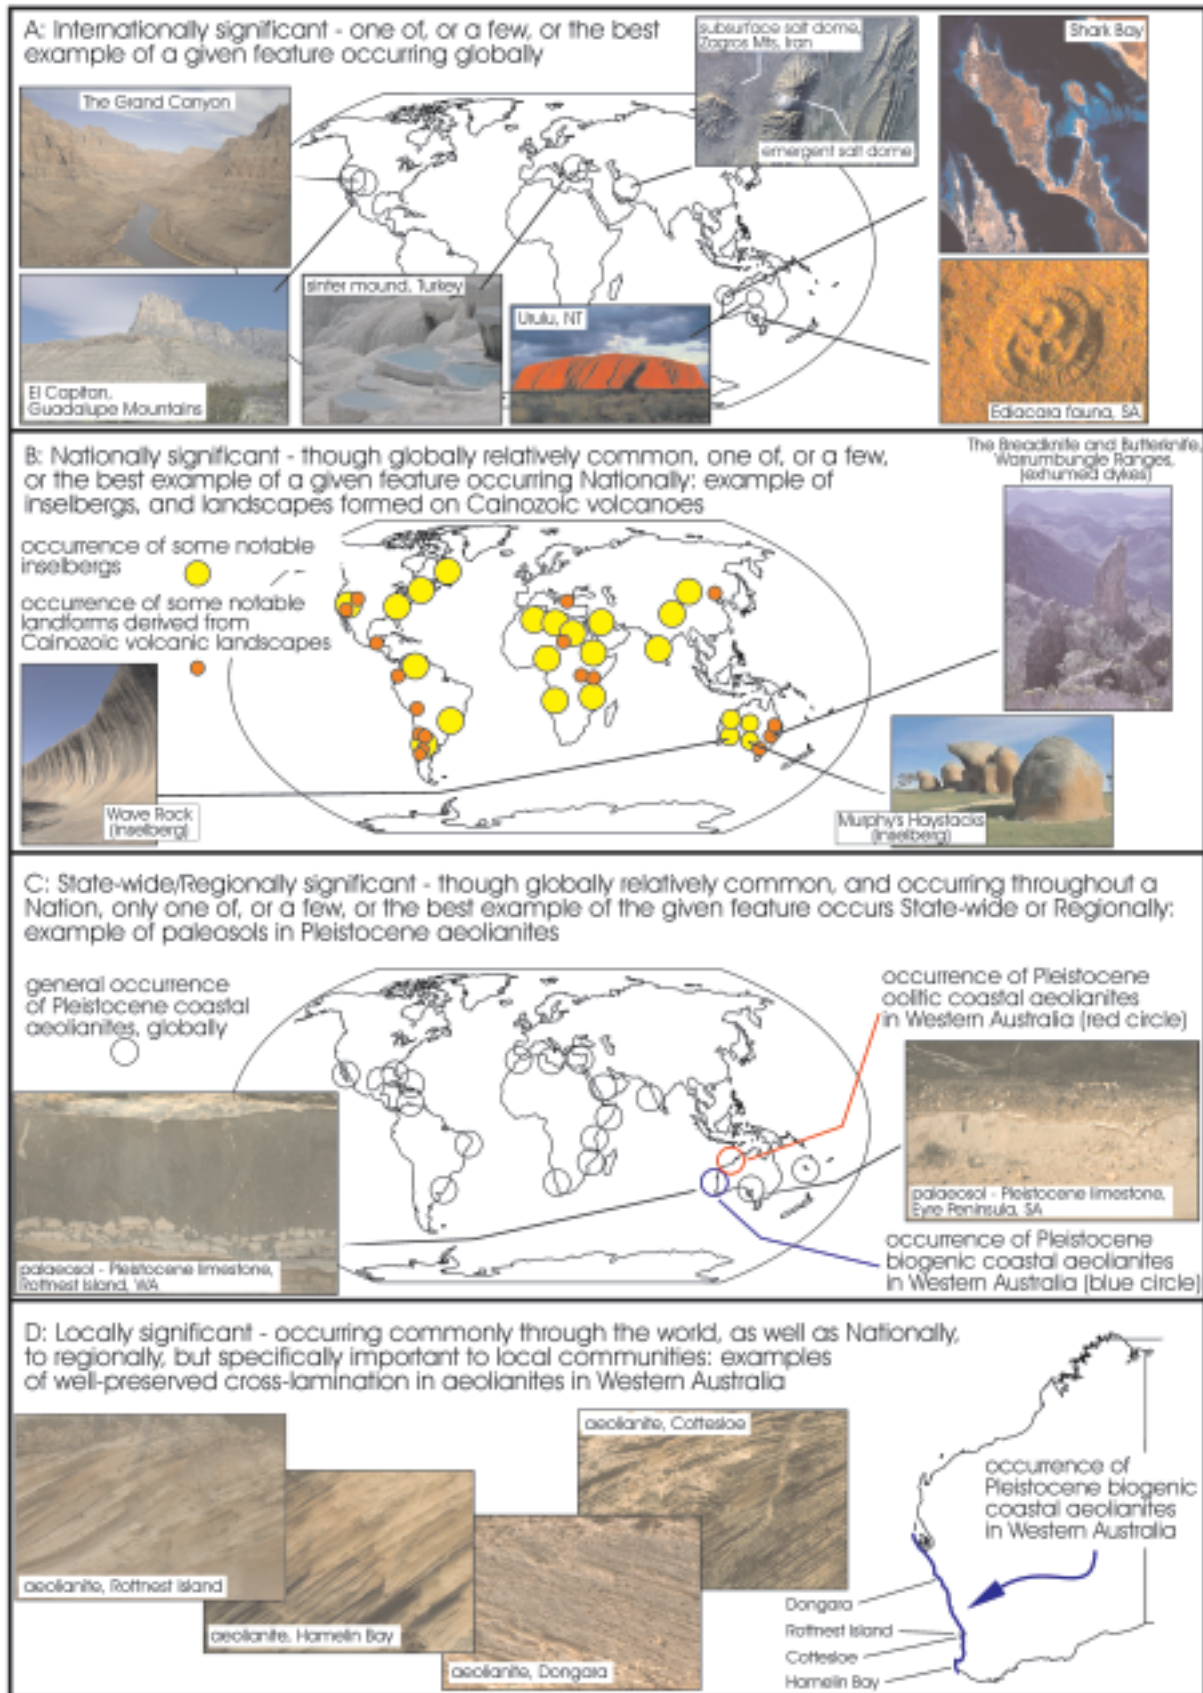 A: Internationally significant - one of, or a few, or the best
example of a given feature occurring globally
The Grand Canyon
subsurface salt dome,
Zagros Mts, Iran
emergent salt dome
Shark Bay
El Capitan,
Guadalupe Mountains
sinter mound, Turkey
Uluru, NT
Ediacara fauna, SA
B: Nationally significant - though globally relatively common, one of, or a few,
or the best example of a given feature occurring Nationally: example of
inselbergs, and landscapes formed on Cainozoic volcanoes
The Breadknife and Butterknife,
Warrumbungle Ranges,
(exhumed dykes)
occurrence of some notable
inselbergs
occurrence of some notable
landforms derived from
Cainozoic volcanic landscapes
Wave Rock
(inselberg)
Murphy's Haystacks
(inselberg)
C: State-wide/Regionally significant - though globally relatively common, and occurring throughout a
Nation, only one of, or a few, or the best example of the given feature occurs State-wide or Regionally:
example of paleosols in Pleistocene aeolianites
general occurrence
of Pleistocene coastal
aeolianites, globally
occurrence of Pleistocene
oolitic coastal aeolianites
in Western Australia (red circle)
palaeosol - Pleistocene limestone,
Rottnest Island, WA
palaeosol - Pleistocene limestone,
Eyre Peninsula, SA
occurrence of Pleistocene
biogenic coastal aeolianites
in Western Australia (blue circle)
D: Locally significant - occurring commonly through the world, as well as Nationally,
to regionally, but specifically important to local communities: examples
of well-preserved cross-lamination in aeolianites in Western Australia
aeolianite, Rottnest Island
aeolianite, Hamelin Bay
aeolianite, Dongara
aeolianite, Cottesloe
occurrence of
Pleistocene biogenic
coastal aeolianites
in Western Australia
Dongara
Rottnest Island
Cottesloe
Hamelin Bay